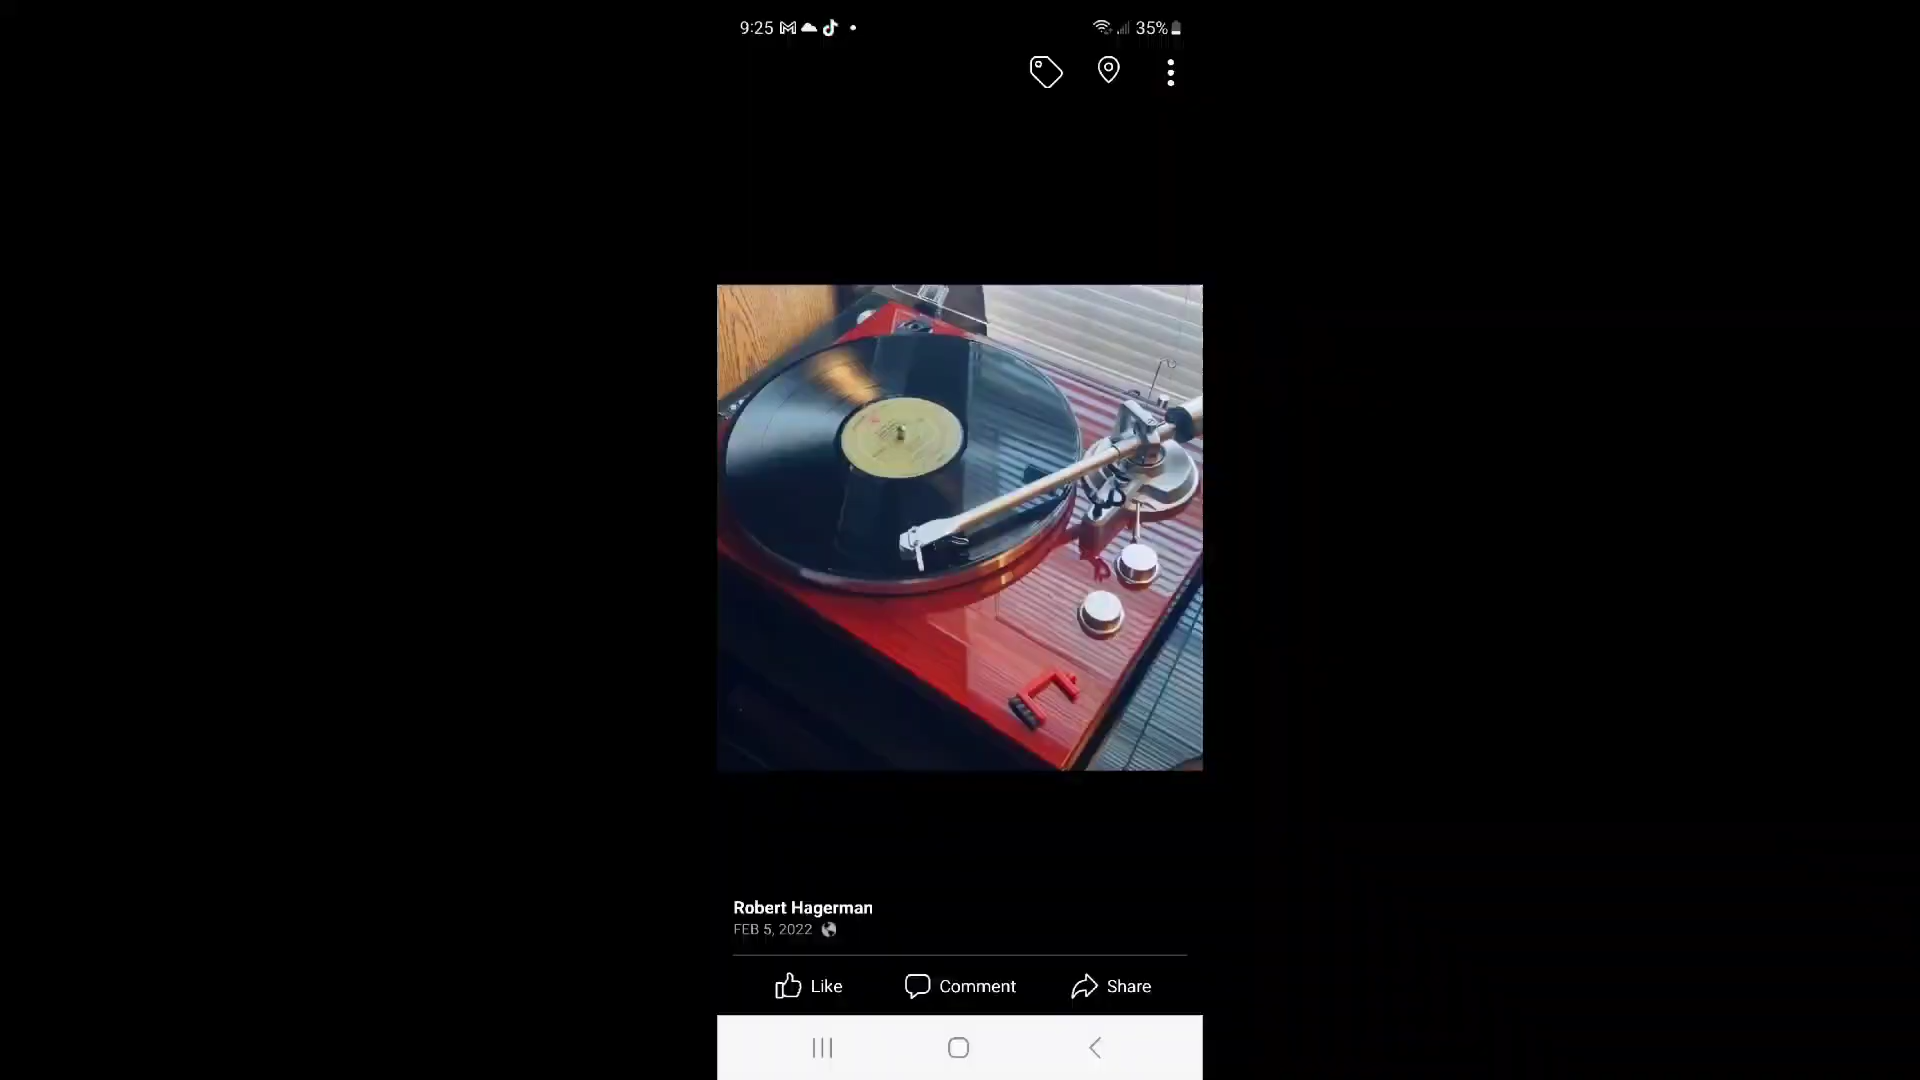 9:25
35%
Robert Hagerman
FEB 5, 2022
Like
Comment
Share